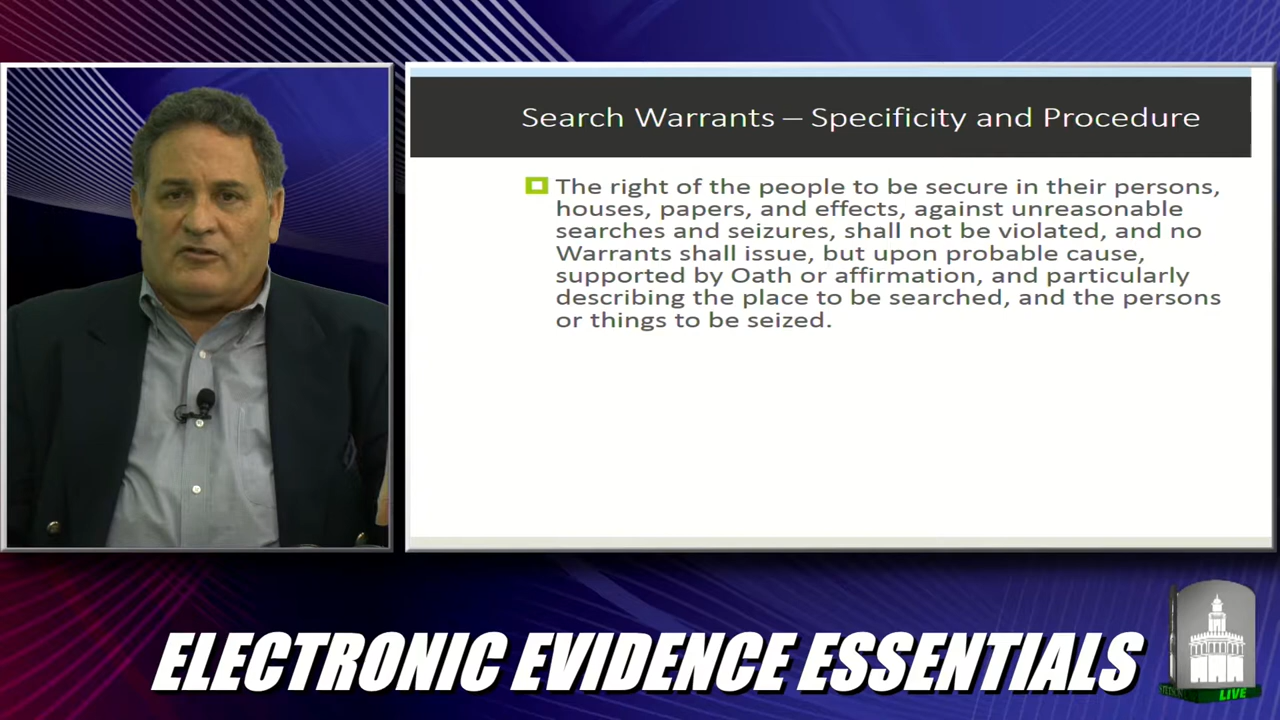 Search Warrants – Specificity and Procedure
The right of the people to be secure in their persons,
houses, papers, and effects, against unreasonable
searches and seizures, shall not be violated, and no
Warrants shall issue, but upon probable cause,
supported by Oath or affirmation, and particularly
describing the place to be searched, and the persons
or things to be seized.
ELECTRONIC EVIDENCE ESSENTIALS
LIVE